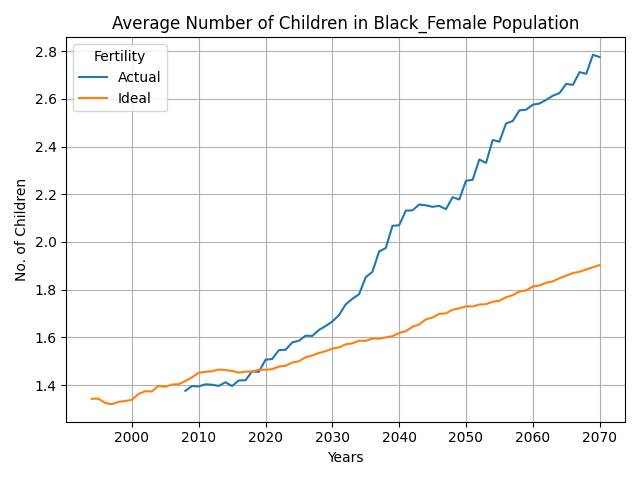 Average Number of Children in Black_Female Population
Fertility
Actual
Ideal
No. of Children
2.8
2.6
2.4
2.2
2.0
1.8
1.6
1.4
2000 2010 2020 2030 2040 2050 2060 2070
Years